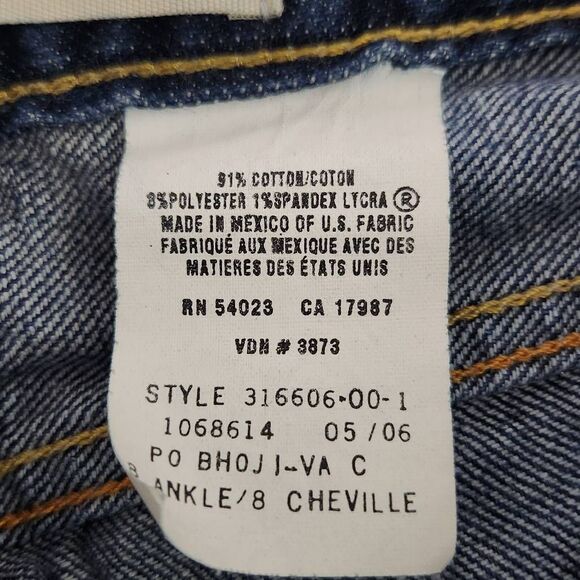 91% COTTON/COTON
8%POLYESTER 1%SPANDEX LYCRA ®
MADE IN MEXICO OF U.S. FABRIC
FABRIQUÉ AUX MEXIQUE AVEC DES
MATIERES DES ÉTATS UNIS
RN 54023 CA 17987
VDN # 3873
STYLE 316606-00-1
1068614 05/06
PO BHOJI-VA C
8 ANKLE/8 CHEVILLE